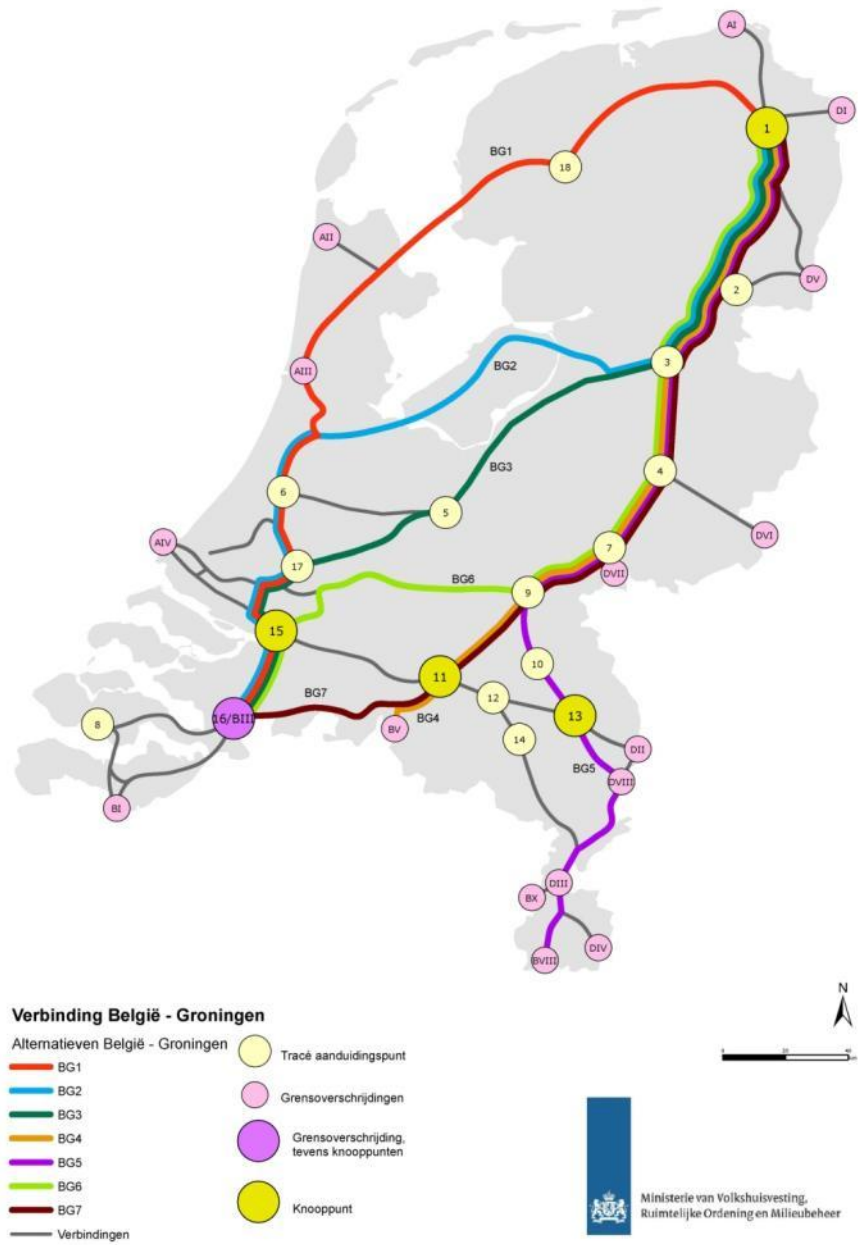 AI
DI
1
BG1
18
AII
DV
2
AIII
BG2
3
BG3
6
4
5
AIV
DVI
17
7
DVII
BG6
9
15
10
11
BG7
12
13
16/BIII
8
BG4
BV
14
DII
BG5
DVIII
BI
DIII
BX
DIV
BVIII
N
Verbinding België - Groningen
Alternatieven België - Groningen
BG1
BG2
BG3
BG4
BG5
BG6
BG7
Verbindingen
Tracé aanduidingspunt
Grensoverschrijdingen
Grensoverschrijding,
tevens knooppunten
Knooppunt
Ministerie van Volkshuisvesting,
Ruimtelijke Ordening en Milieubeheer